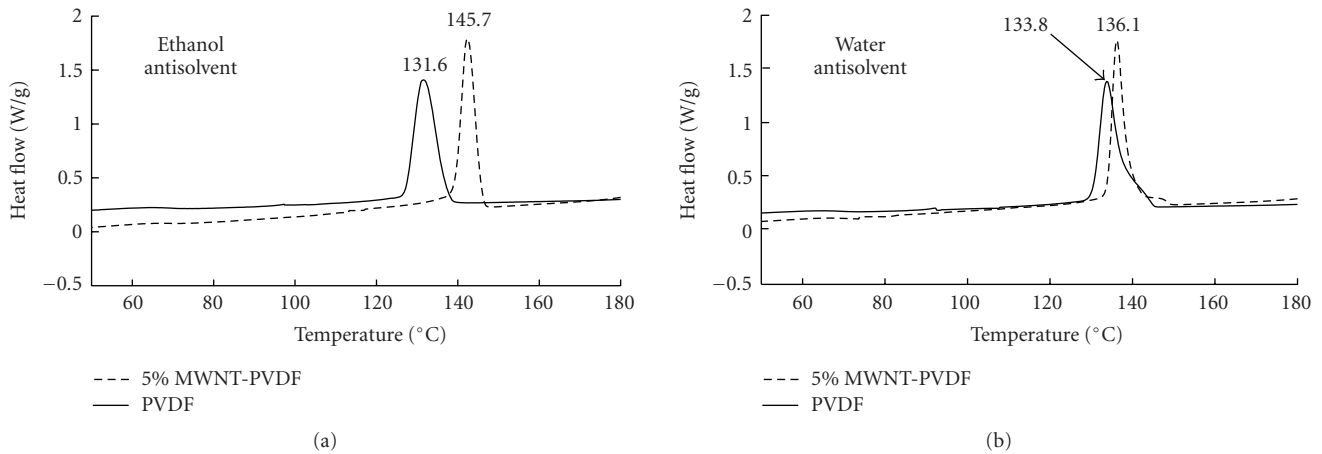 2
1.5
1
0.5
0
−0.5
Heat flow (W/g)
Ethanol
antisolvent
131.6
145.7
60
80
100
120
140
160
180
Temperature (°C)
5% MWNT-PVDF
PVDF
(a)
2
1.5
1
0.5
0
−0.5
Heat flow (W/g)
133.8
136.1
Water
antisolvent
60
80
100
120
140
160
180
Temperature (°C)
5% MWNT-PVDF
PVDF
(b)